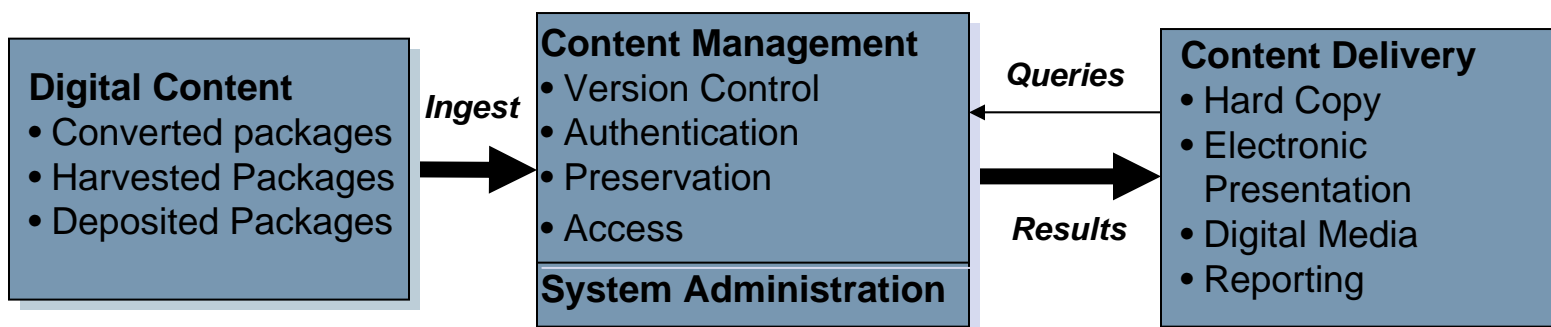 Digital Content
• Converted packages
• Harvested Packages
• Deposited Packages
Ingest
Content Management
• Version Control
• Authentication
• Preservation
• Access
System Administration
Queries
Results
Content Delivery
• Hard Copy
• Electronic
Presentation
• Digital Media
• Reporting